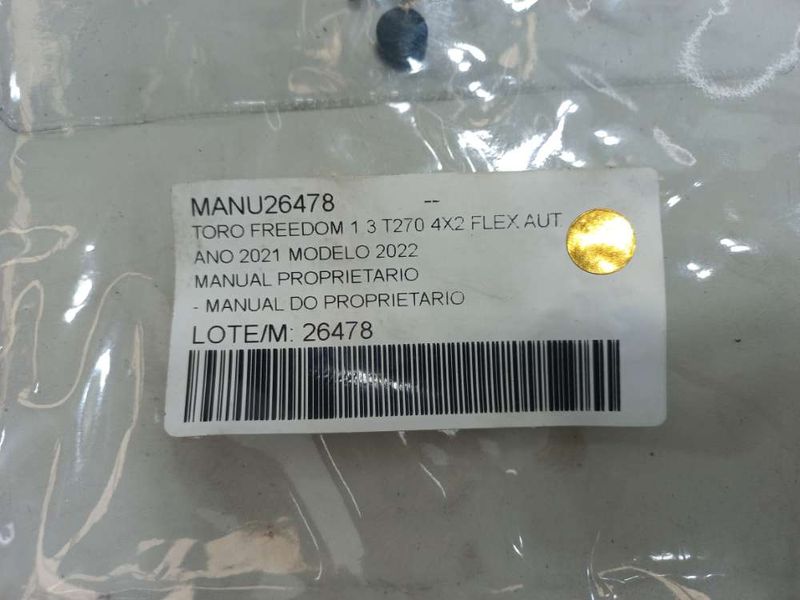 MANU26478 --
TORO FREEDOM 1 3 T270 4X2 FLEX AUT.
ANO 2021 MODELO 2022
MANUAL PROPRIETARIO
- MANUAL DO PROPRIETARIO
LOTE/M: 26478